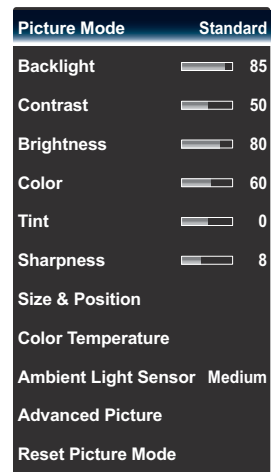 Picture Mode Standard
Backlight 85
Contrast 50
Brightness 80
Color 60
Tint 0
Sharpness 8
Size & Position
Color Temperature
Ambient Light Sensor Medium
Advanced Picture
Reset Picture Mode